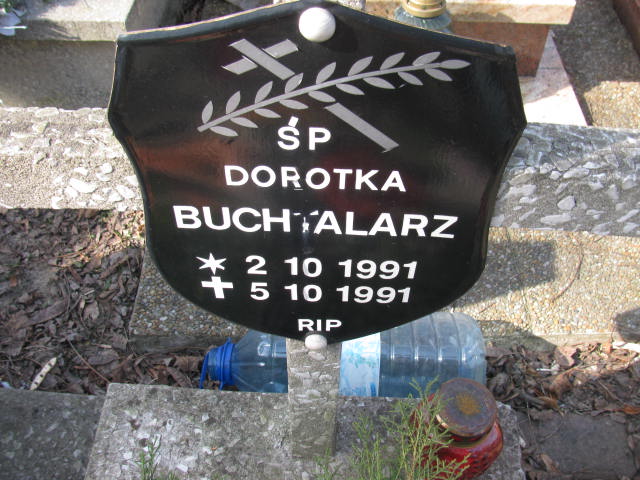 ŚP
DOROTKA
BUCHTALARZ
* 2 10 1991
✝ 5 10 1991
RIP